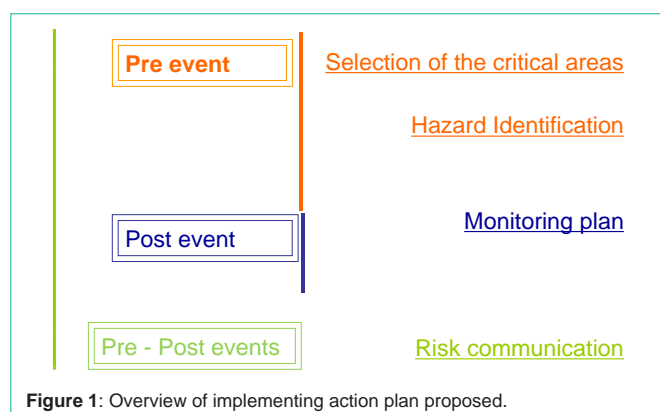 Pre event
Selection of the critical areas
Hazard Identification
Post event
Monitoring plan
Pre - Post events
Risk communication
Figure 1: Overview of implementing action plan proposed.